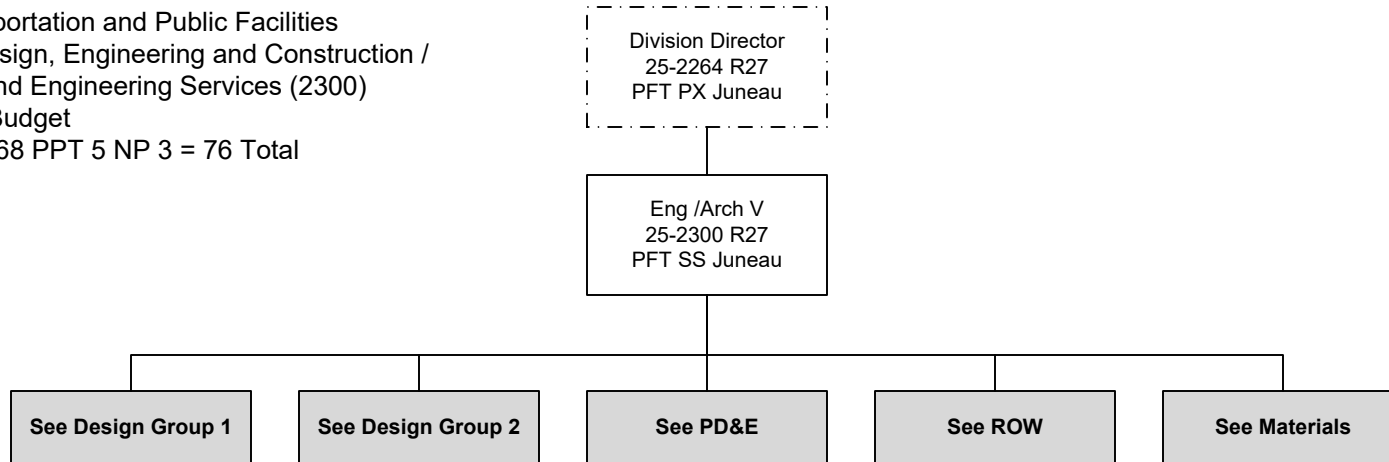 portation and Public Facilities
sign, Engineering and Construction /
nd Engineering Services (2300)
Budget
68 PPT 5 NP 3 = 76 Total
Division Director
25-2264 R27
PFT PX Juneau
Eng /Arch V
25-2300 R27
PFT SS Juneau
See Design Group 1
See Design Group 2
See PD&E
See ROW
See Materials